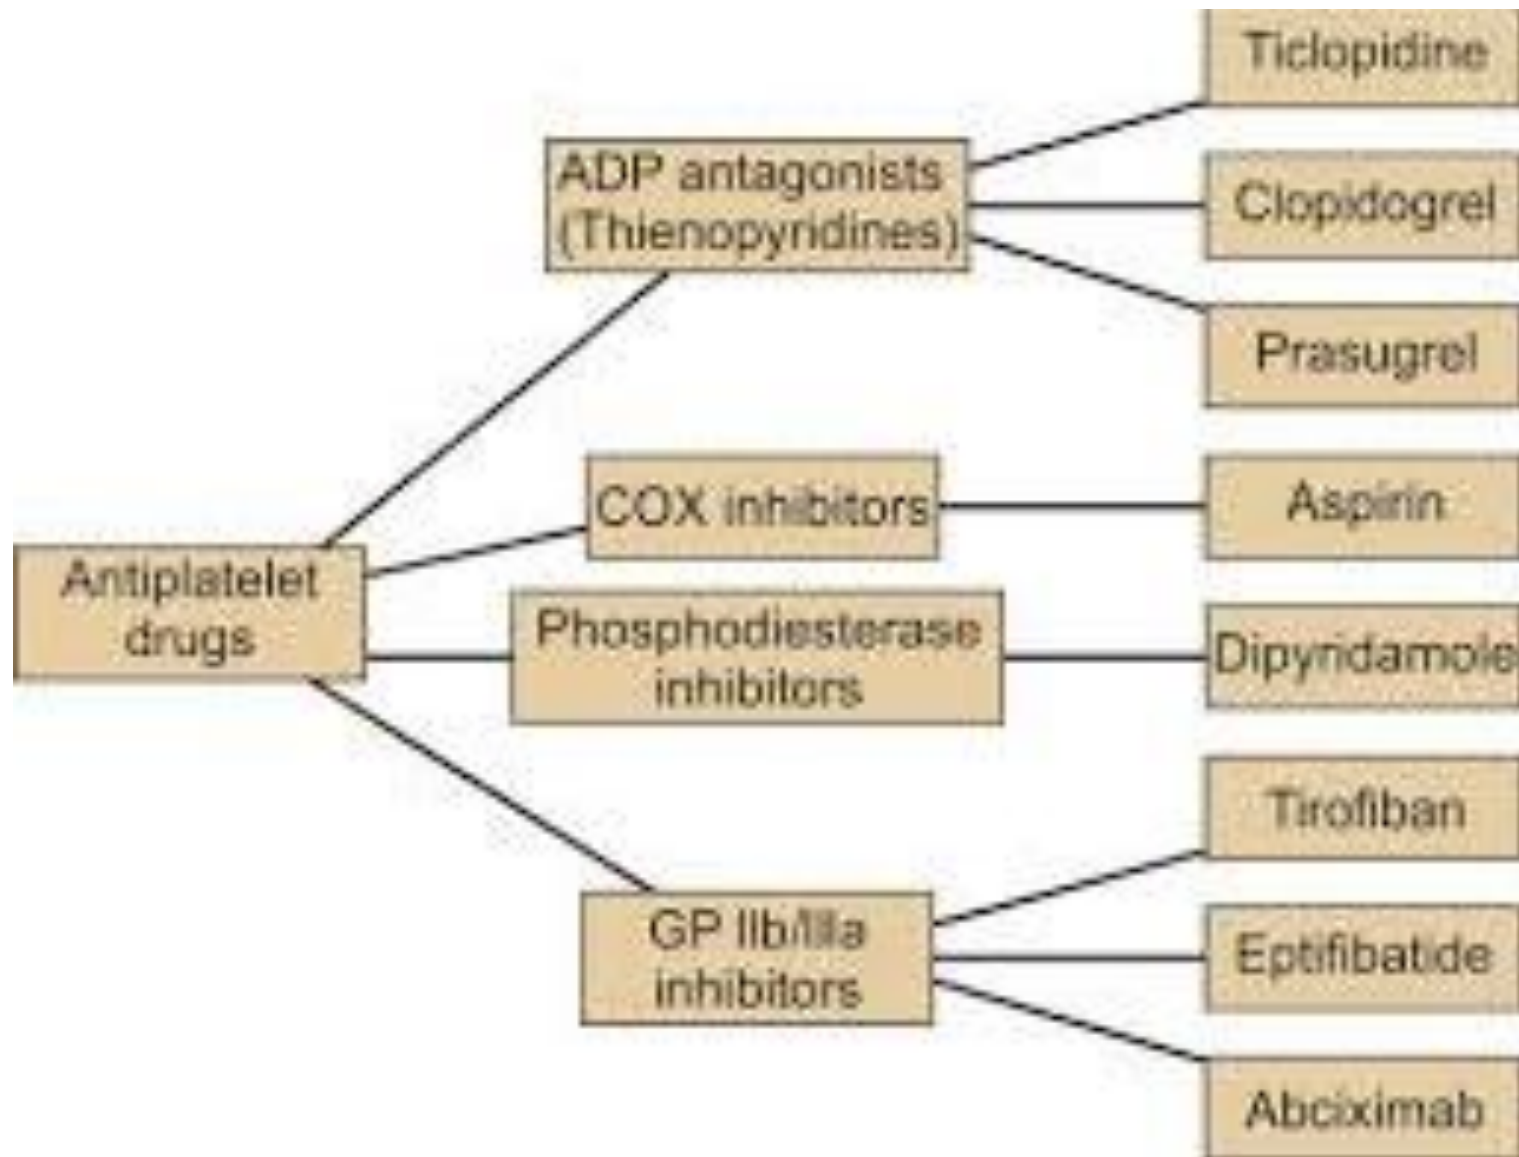 Ticlopidine
ADP antagonists
(Thienopyridines)
Clopidogrel
Prasugrel
COX inhibitors
Aspirin
Antiplatelet
drugs
Phosphodiesterase
inhibitors
Dipyridamole
Tirofiban
GP IIb/IIIa
inhibitors
Eptifibatide
Abciximab